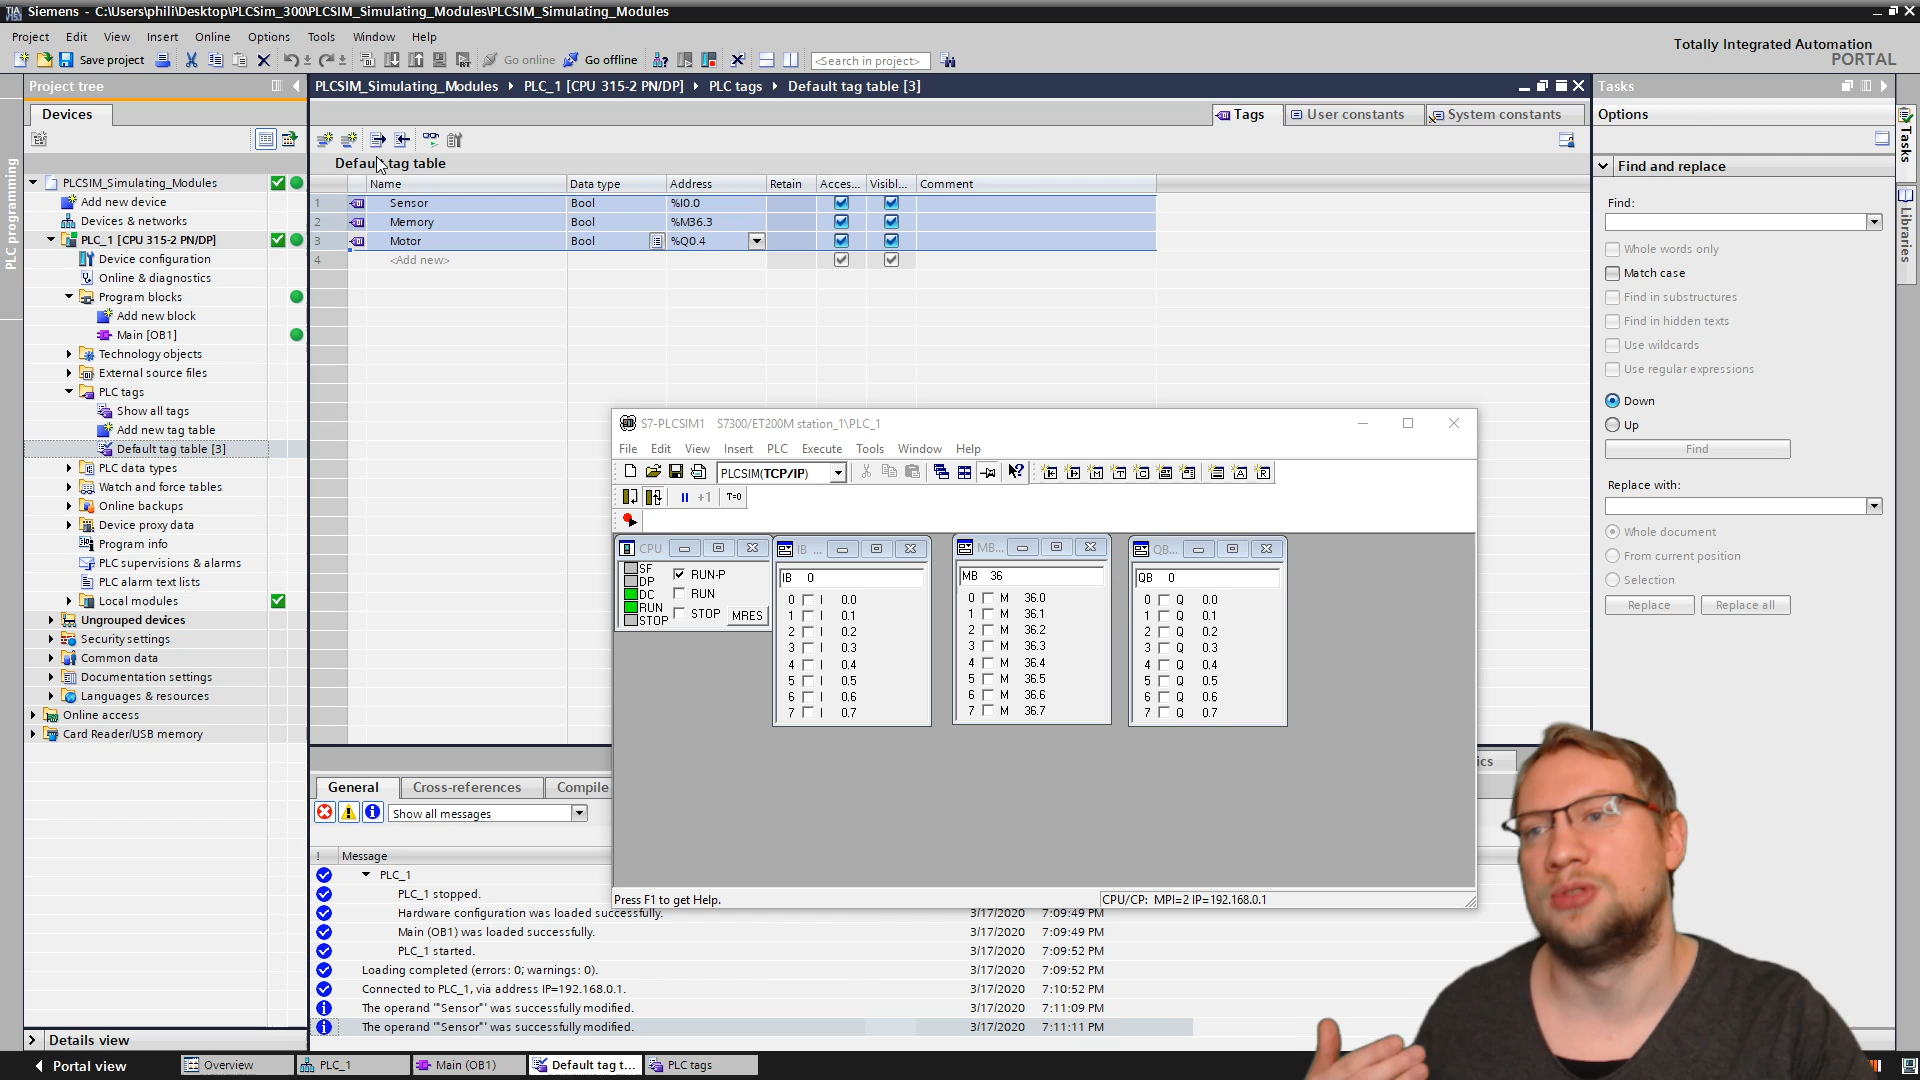 Siemens - C:\Users\phili\Desktop\PLCSim_300\PLCSIM_Simulating_Modules\PLCSIM_Simulating_Modules
Project Edit View Insert Online Options Tools Window Help
Totally Integrated Automation
PORTAL
Save project Go online Go offline <Search in project>
Project tree
PLCSIM_Simulating_Modules PLC_1 [CPU 315-2 PN/DP] PLC tags Default tag table [3]
Tasks
Devices
Tags User constants System constants
Options
PLC programming
Tasks
Libraries
Default tag table
Name Data type Address Retain Acces... Visibl... Comment
1 Sensor Bool %I0.0
2 Memory Bool %M36.3
3 Motor Bool %Q0.4
4 <Add new>
PLCSIM_Simulating_Modules
Add new device
Devices & networks
PLC_1 [CPU 315-2 PN/DP]
Device configuration
Online & diagnostics
Program blocks
Add new block
Main [OB1]
Technology objects
External source files
PLC tags
Show all tags
Add new tag table
Default tag table [3]
PLC data types
Watch and force tables
Online backups
Device proxy data
Program info
PLC supervisions & alarms
PLC alarm text lists
Local modules
Ungrouped devices
Security settings
Common data
Documentation settings
Languages & resources
Online access
Card Reader/USB memory
Find and replace
Find:
Whole words only
Match case
Find in substructures
Find in hidden texts
Use wildcards
Use regular expressions
Down
Up
Find
Replace with:
Whole document
From current position
Selection
Replace Replace all
S7-PLCSIM1 S7300/ET200M station_1\PLC_1
File Edit View Insert PLC Execute Tools Window Help
PLCSIM(TCP/IP)
+1 T=0
CPU
SF
DP
DC
RUN
STOP
RUN-P
RUN
STOP MRES
IB ...
IB 0
0 I 0.0
1 I 0.1
2 I 0.2
3 I 0.3
4 I 0.4
5 I 0.5
6 I 0.6
7 I 0.7
MB...
MB 36
0 M 36.0
1 M 36.1
2 M 36.2
3 M 36.3
4 M 36.4
5 M 36.5
6 M 36.6
7 M 36.7
QB...
QB 0
0 Q 0.0
1 Q 0.1
2 Q 0.2
3 Q 0.3
4 Q 0.4
5 Q 0.5
6 Q 0.6
7 Q 0.7
Press F1 to get Help. CPU/CP: MPI=2 IP=192.168.0.1
ics
General Cross-references Compile
Show all messages
! Message
PLC_1
PLC_1 stopped.
Hardware configuration was loaded successfully. 3/17/2020 7:09:49 PM
Main (OB1) was loaded successfully. 3/17/2020 7:09:49 PM
PLC_1 started. 3/17/2020 7:09:52 PM
Loading completed (errors: 0; warnings: 0). 3/17/2020 7:09:52 PM
Connected to PLC_1, via address IP=192.168.0.1. 3/17/2020 7:10:52 PM
The operand '"Sensor"' was successfully modified. 3/17/2020 7:11:09 PM
The operand '"Sensor"' was successfully modified. 3/17/2020 7:11:11 PM
Details view
Portal view Overview PLC_1 Main (OB1) Default tag t... PLC tags